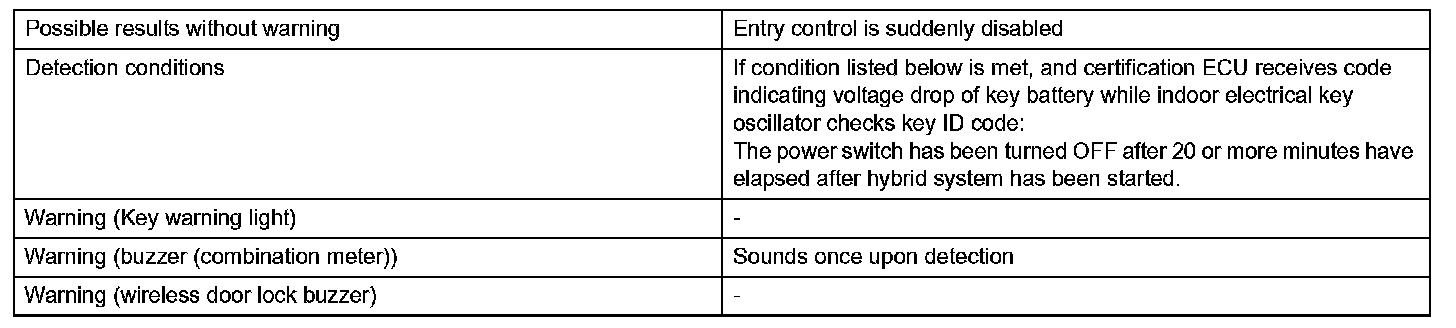 Possible results without warning
Entry control is suddenly disabled
Detection conditions
If condition listed below is met, and certification ECU receives code
indicating voltage drop of key battery while indoor electrical key
oscillator checks key ID code:
The power switch has been turned OFF after 20 or more minutes have
elapsed after hybrid system has been started.
Warning (Key warning light)
-
Warning (buzzer (combination meter))
Sounds once upon detection
Warning (wireless door lock buzzer)
-